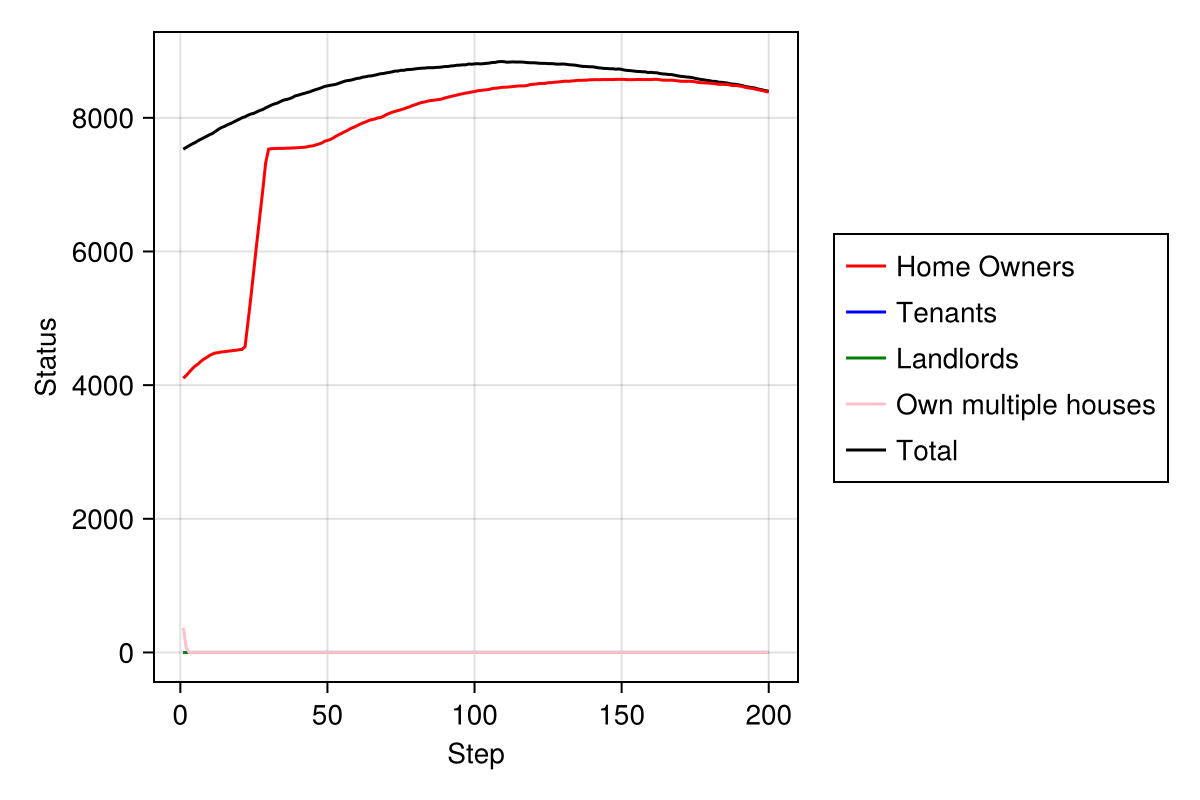 8000
6000
4000
2000
0
Status
0 50 100 150 200
Step
Home Owners
Tenants
Landlords
Own multiple houses
Total